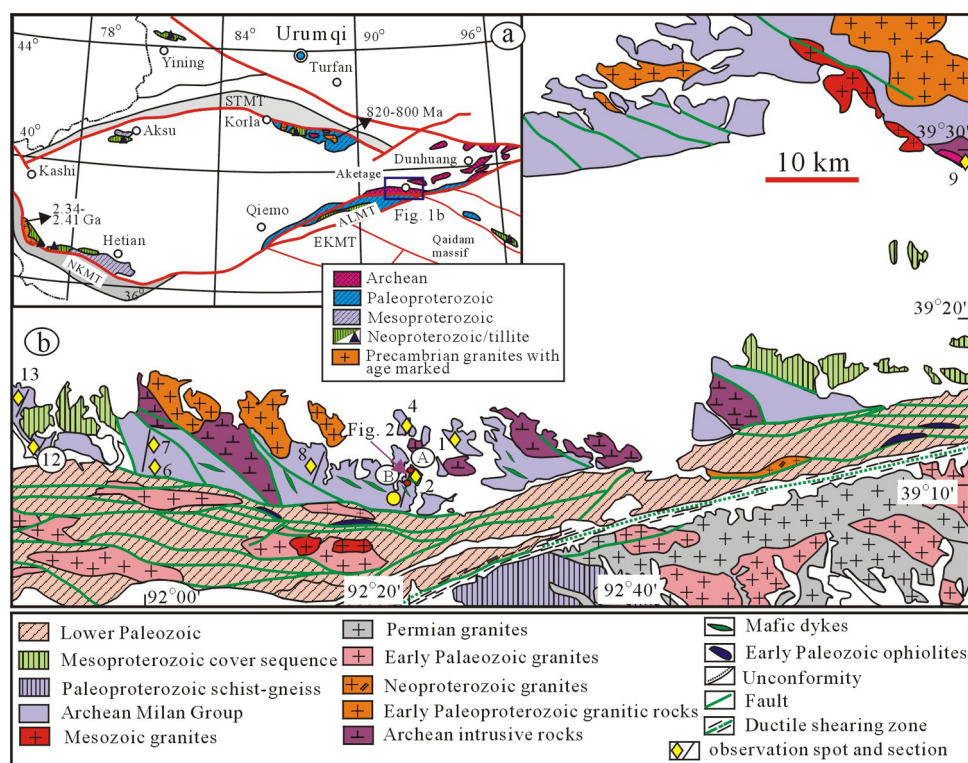 44°
78°
84°
90°
96°
a
Yining
Urumqi
Turfan
STMT
820-800 Ma
Korla
40°
Aksu
Dunhuang
Kashi
Aketage
Qiemo
ALMT
Fig. 1b
2.34-
2.41 Ga
Hetian
EKMT
Qaidam
massif
NKMT
36°
Archean
Paleoproterozoic
Mesoproterozoic
Neoproterozoic/tillite
Precambrian granites with
age marked
39°30'
10 km
9
39°20'
b
13
4
Fig. 2
1
A
12
7
8
6
B
2
39°10'
92°00'
92°20'
92°40'
Lower Paleozoic
Mesoproterozoic cover sequence
Paleoproterozoic schist-gneiss
Archean Milan Group
Mesozoic granites
Permian granites
Early Palaeozoic granites
Neoproterozoic granites
Early Paleoproterozoic granitic rocks
Archean intrusive rocks
Mafic dykes
Early Paleozoic ophiolites
Unconformity
Fault
Ductile shearing zone
observation spot and section